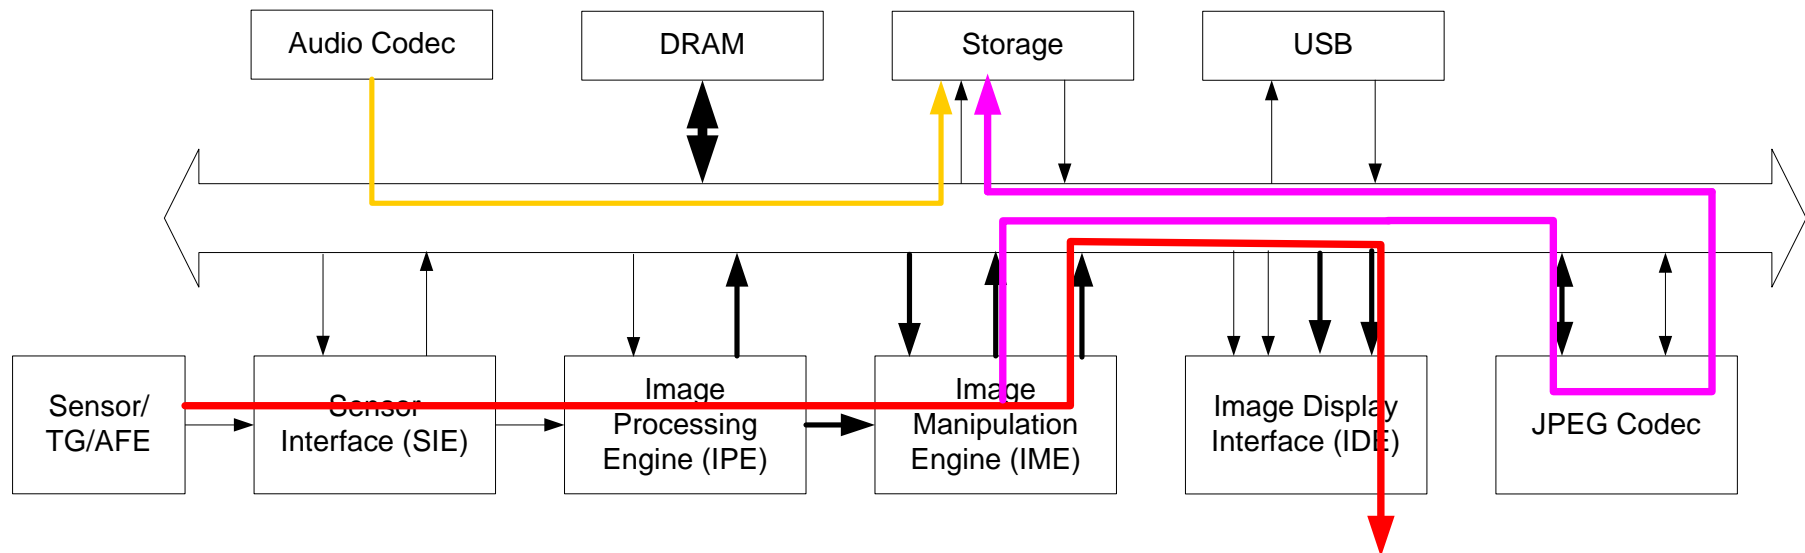 Audio Codec
DRAM
Storage
USB
Sensor/
TG/AFE
Sensor
Interface (SIE)
Image
Processing
Engine (IPE)
Image
Manipulation
Engine (IME)
Image Display
Interface (IDE)
JPEG Codec